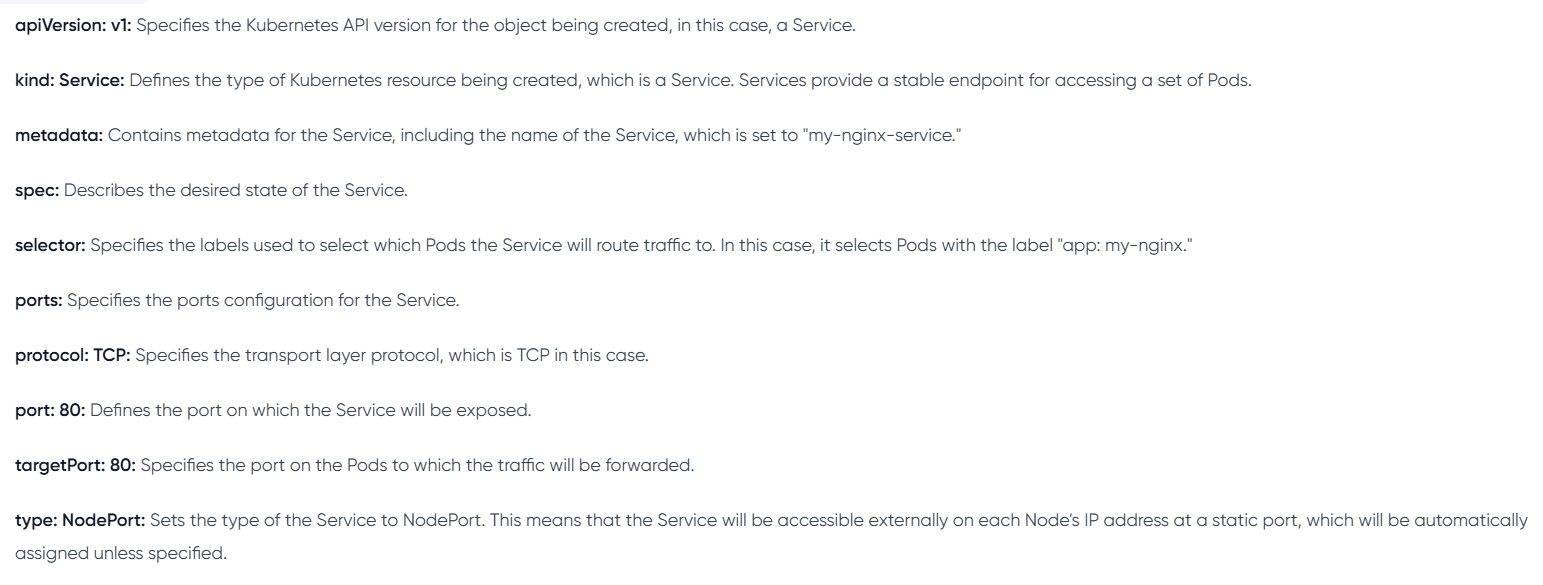 apiVersion: v1: Specifies the Kubernetes API version for the object being created, in this case, a Service.
kind: Service: Defines the type of Kubernetes resource being created, which is a Service. Services provide a stable endpoint for accessing a set of Pods.
metadata: Contains metadata for the Service, including the name of the Service, which is set to "my-nginx-service."
spec: Describes the desired state of the Service.
selector: Specifies the labels used to select which Pods the Service will route traffic to. In this case, it selects Pods with the label "app: my-nginx."
ports: Specifies the ports configuration for the Service.
protocol: TCP: Specifies the transport layer protocol, which is TCP in this case.
port: 80: Defines the port on which the Service will be exposed.
targetPort: 80: Specifies the port on the Pods to which the traffic will be forwarded.
type: NodePort: Sets the type of the Service to NodePort. This means that the Service will be accessible externally on each Node's IP address at a static port, which will be automatically
assigned unless specified.